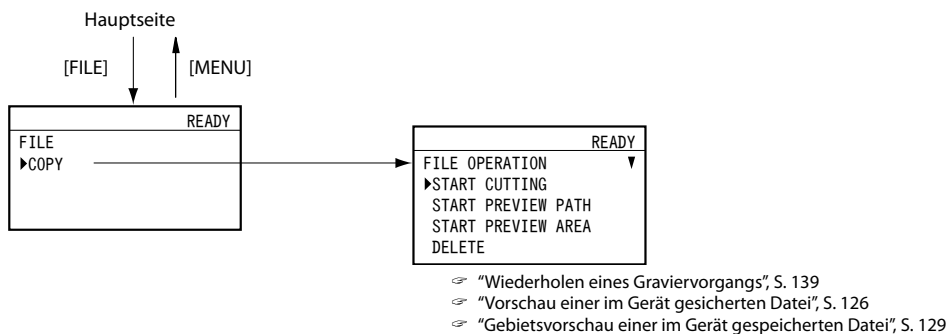 Hauptseite
[FILE]
[MENU]
READY
FILE
▶COPY
READY
FILE OPERATION ▼
▶START CUTTING
START PREVIEW PATH
START PREVIEW AREA
DELETE
☞ "Wiederholen eines Graviervorgangs", S. 139
☞ "Vorschau einer im Gerät gesicherten Datei", S. 126
☞ "Gebietsvorschau einer im Gerät gespeicherten Datei", S. 129